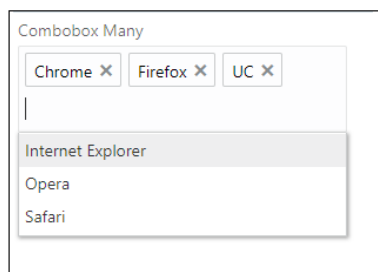 Combobox Many
Chrome × Firefox × UC ×
Internet Explorer
Opera
Safari